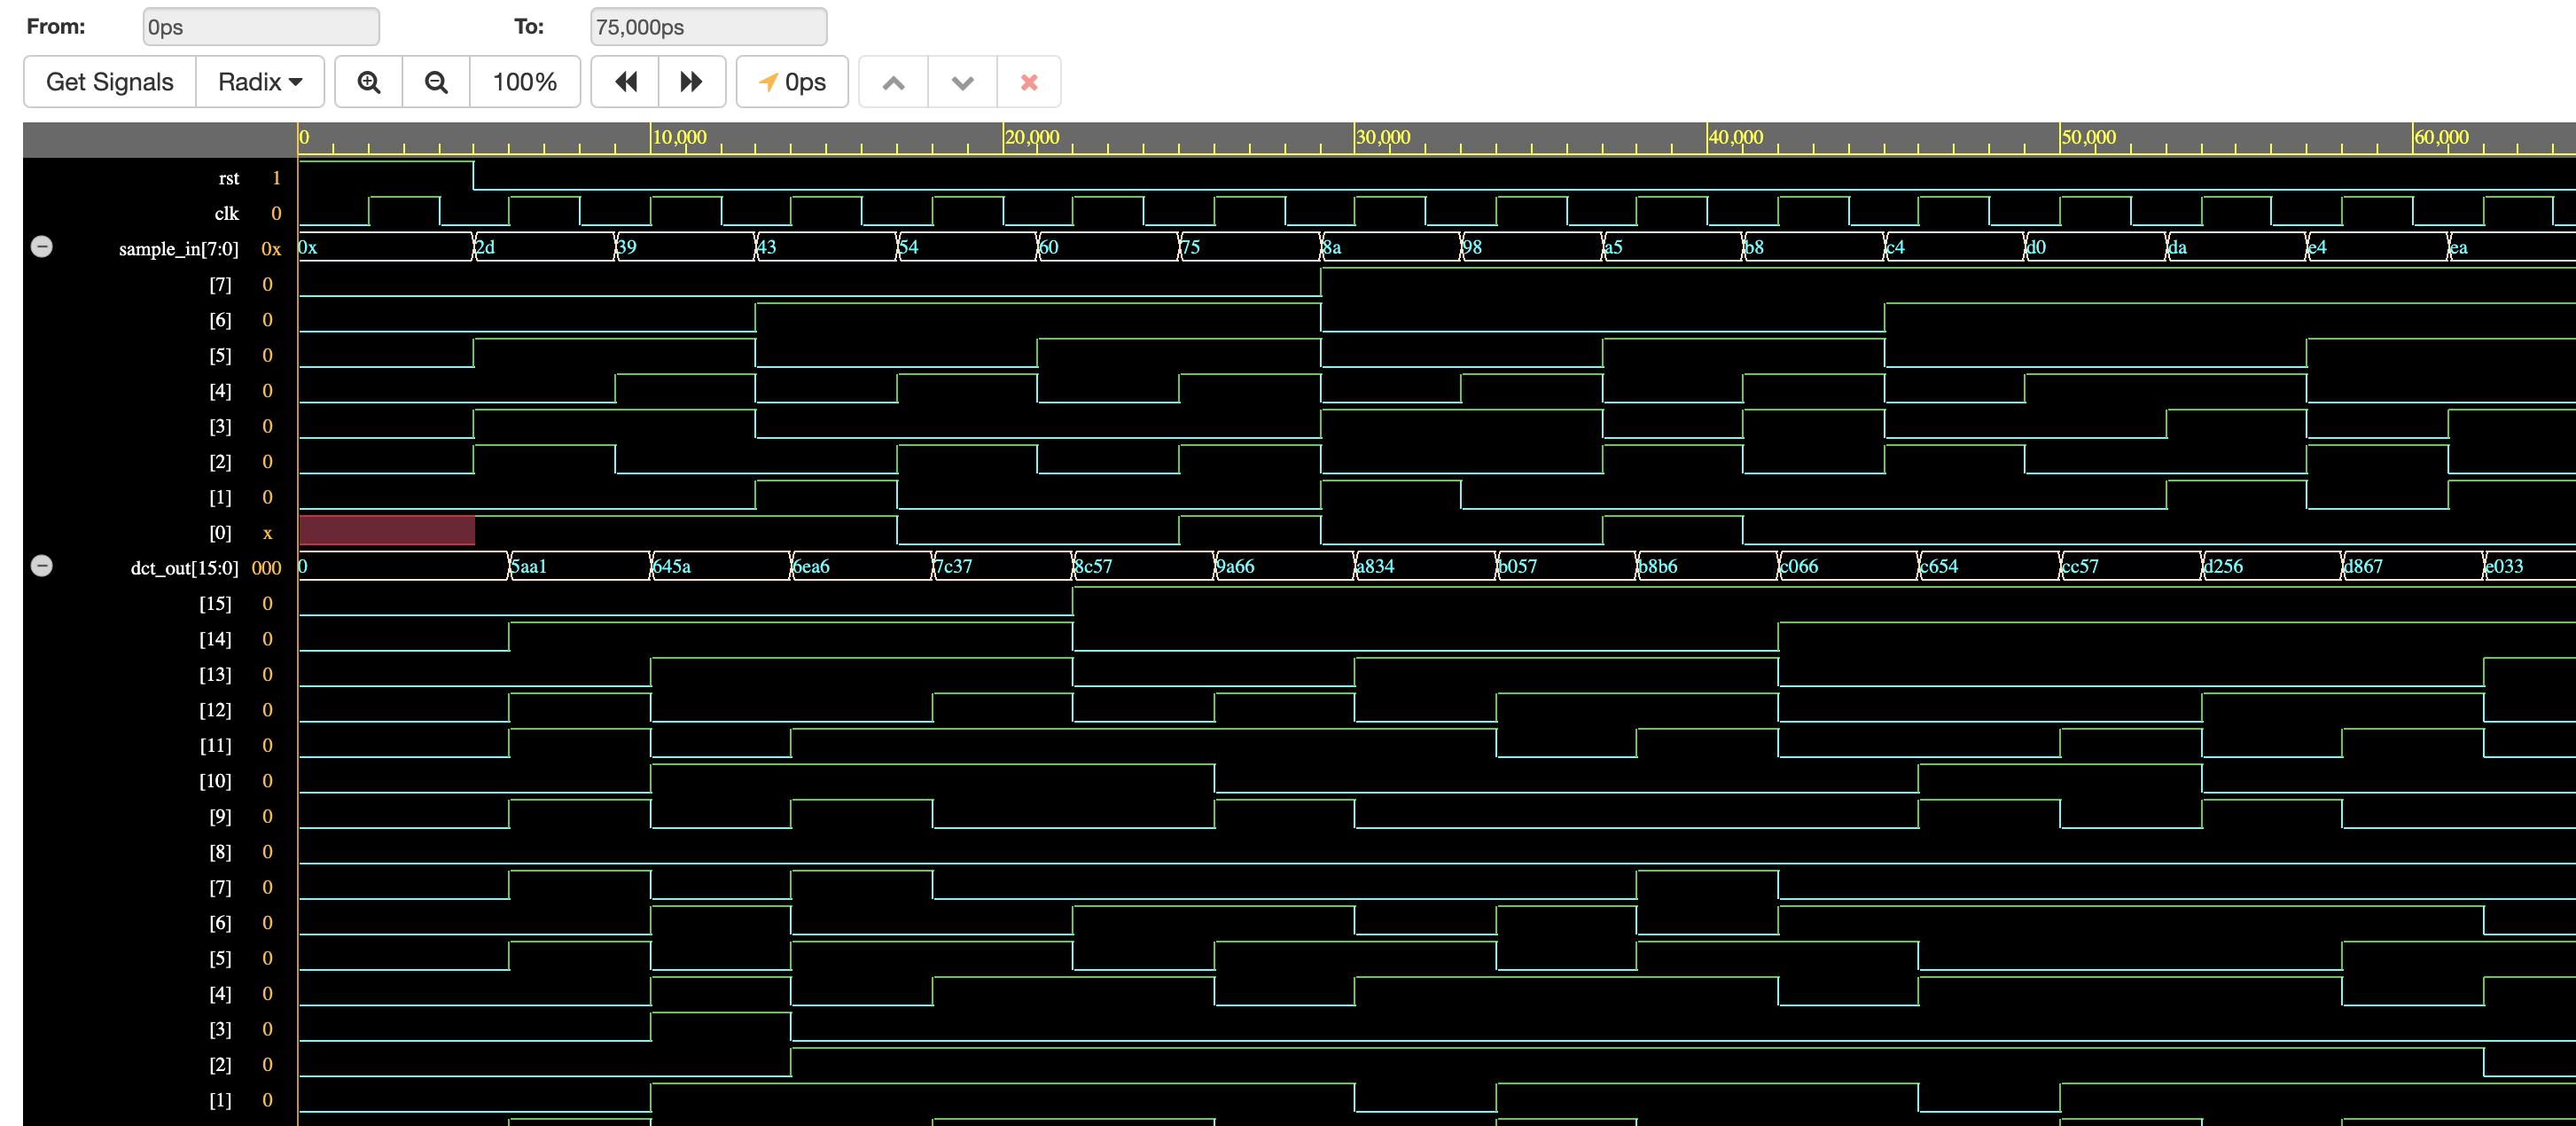 From: 0ps To: 75,000ps
Get Signals Radix 100% 0ps
0 10,000 20,000 30,000 40,000 50,000 60,000
rst 1
clk 0
sample_in[7:0] 0x 0x 2d 39 43 54 60 75 8a 98 a5 b8 c4 d0 da e4 ea
[7] 0
[6] 0
[5] 0
[4] 0
[3] 0
[2] 0
[1] 0
[0] x
dct_out[15:0] 000 0 5aa1 645a 6ea6 7c37 8c57 9a66 a834 b057 b8b6 c066 c654 cc57 d256 d867 e033
[15] 0
[14] 0
[13] 0
[12] 0
[11] 0
[10] 0
[9] 0
[8] 0
[7] 0
[6] 0
[5] 0
[4] 0
[3] 0
[2] 0
[1] 0